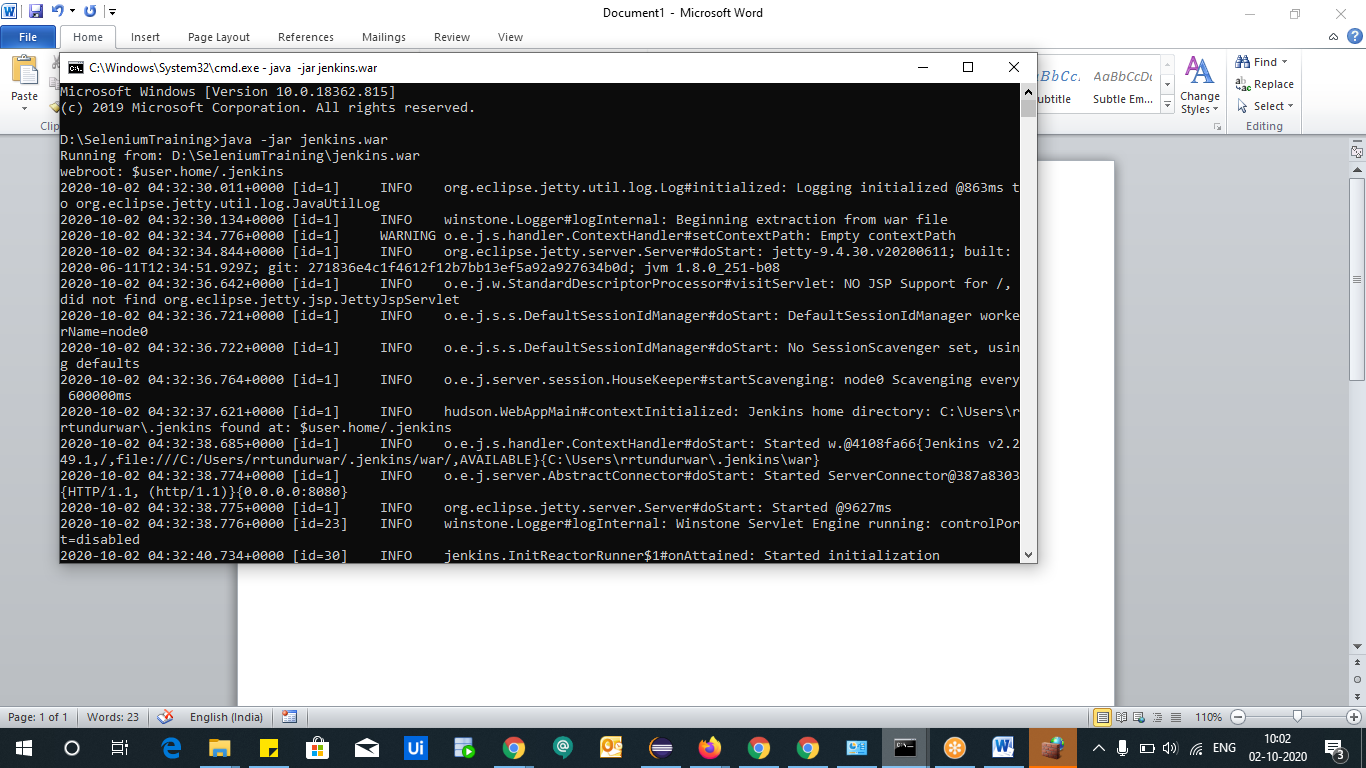 Document1 - Microsoft Word
File Home Insert Page Layout References Mailings Review View
C:\Windows\System32\cmd.exe - java -jar jenkins.war
Paste
Clip
ubtitle
Subtle Em...
Change
Styles
Find
Replace
Select
Editing
Microsoft Windows [Version 10.0.18362.815]
(c) 2019 Microsoft Corporation. All rights reserved.
D:\SeleniumTraining>java -jar jenkins.war
Running from: D:\SeleniumTraining\jenkins.war
webroot: $user.home/.jenkins
2020-10-02 04:32:30.011+0000 [id=1] INFO org.eclipse.jetty.util.log.Log#initialized: Logging initialized @863ms t
o org.eclipse.jetty.util.log.JavaUtilLog
2020-10-02 04:32:30.134+0000 [id=1] INFO winstone.Logger#logInternal: Beginning extraction from war file
2020-10-02 04:32:34.776+0000 [id=1] WARNING o.e.j.s.handler.ContextHandler#setContextPath: Empty contextPath
2020-10-02 04:32:34.844+0000 [id=1] INFO org.eclipse.jetty.server.Server#doStart: jetty-9.4.30.v20200611; built:
2020-06-11T12:34:51.929Z; git: 271836e4c1f4612f12b7bb13ef5a92a927634b0d; jvm 1.8.0_251-b08
2020-10-02 04:32:36.642+0000 [id=1] INFO o.e.j.w.StandardDescriptorProcessor#visitServlet: NO JSP Support for /,
did not find org.eclipse.jetty.jsp.JettyJspServlet
2020-10-02 04:32:36.721+0000 [id=1] INFO o.e.j.s.s.DefaultSessionIdManager#doStart: DefaultSessionIdManager worke
rName=node0
2020-10-02 04:32:36.722+0000 [id=1] INFO o.e.j.s.s.DefaultSessionIdManager#doStart: No SessionScavenger set, usin
g defaults
2020-10-02 04:32:36.764+0000 [id=1] INFO o.e.j.server.session.HouseKeeper#startScavenging: node0 Scavenging every
600000ms
2020-10-02 04:32:37.621+0000 [id=1] INFO hudson.WebAppMain#contextInitialized: Jenkins home directory: C:\Users\r
rtundurwar\.jenkins found at: $user.home/.jenkins
2020-10-02 04:32:38.685+0000 [id=1] INFO o.e.j.s.handler.ContextHandler#doStart: Started w.@4108fa66{Jenkins v2.2
49.1,/,file:///C:/Users/rrtundurwar/.jenkins/war/,AVAILABLE}{C:\Users\rrtundurwar\.jenkins\war}
2020-10-02 04:32:38.774+0000 [id=1] INFO o.e.j.server.AbstractConnector#doStart: Started ServerConnector@387a8303
{HTTP/1.1, (http/1.1)}{0.0.0.0:8080}
2020-10-02 04:32:38.775+0000 [id=1] INFO org.eclipse.jetty.server.Server#doStart: Started @9627ms
2020-10-02 04:32:38.776+0000 [id=23] INFO winstone.Logger#logInternal: Winstone Servlet Engine running: controlPor
t=disabled
2020-10-02 04:32:40.734+0000 [id=30] INFO jenkins.InitReactorRunner$1#onAttained: Started initialization
Page: 1 of 1 Words: 23 English (India) 110%
Ui
ENG
10:02
02-10-2020
3